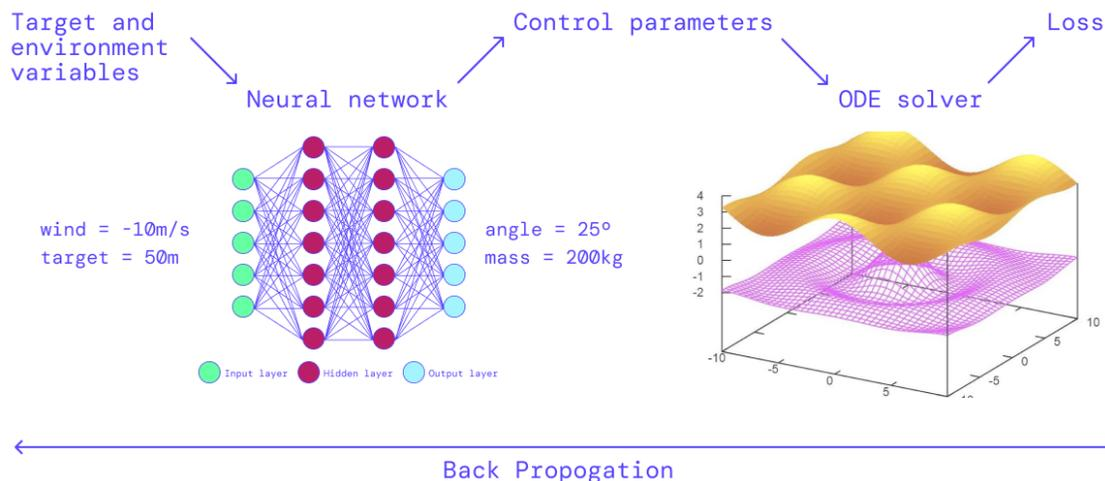 Target and
environment
variables
Control parameters
Loss
Neural network
ODE solver
wind = -10m/s
target = 50m
angle = 25º
mass = 200kg
Input layer
Hidden layer
Output layer
4
3
2
1
0
-1
-2
-10
-5
0
5
10
5
0
-5
Back Propogation